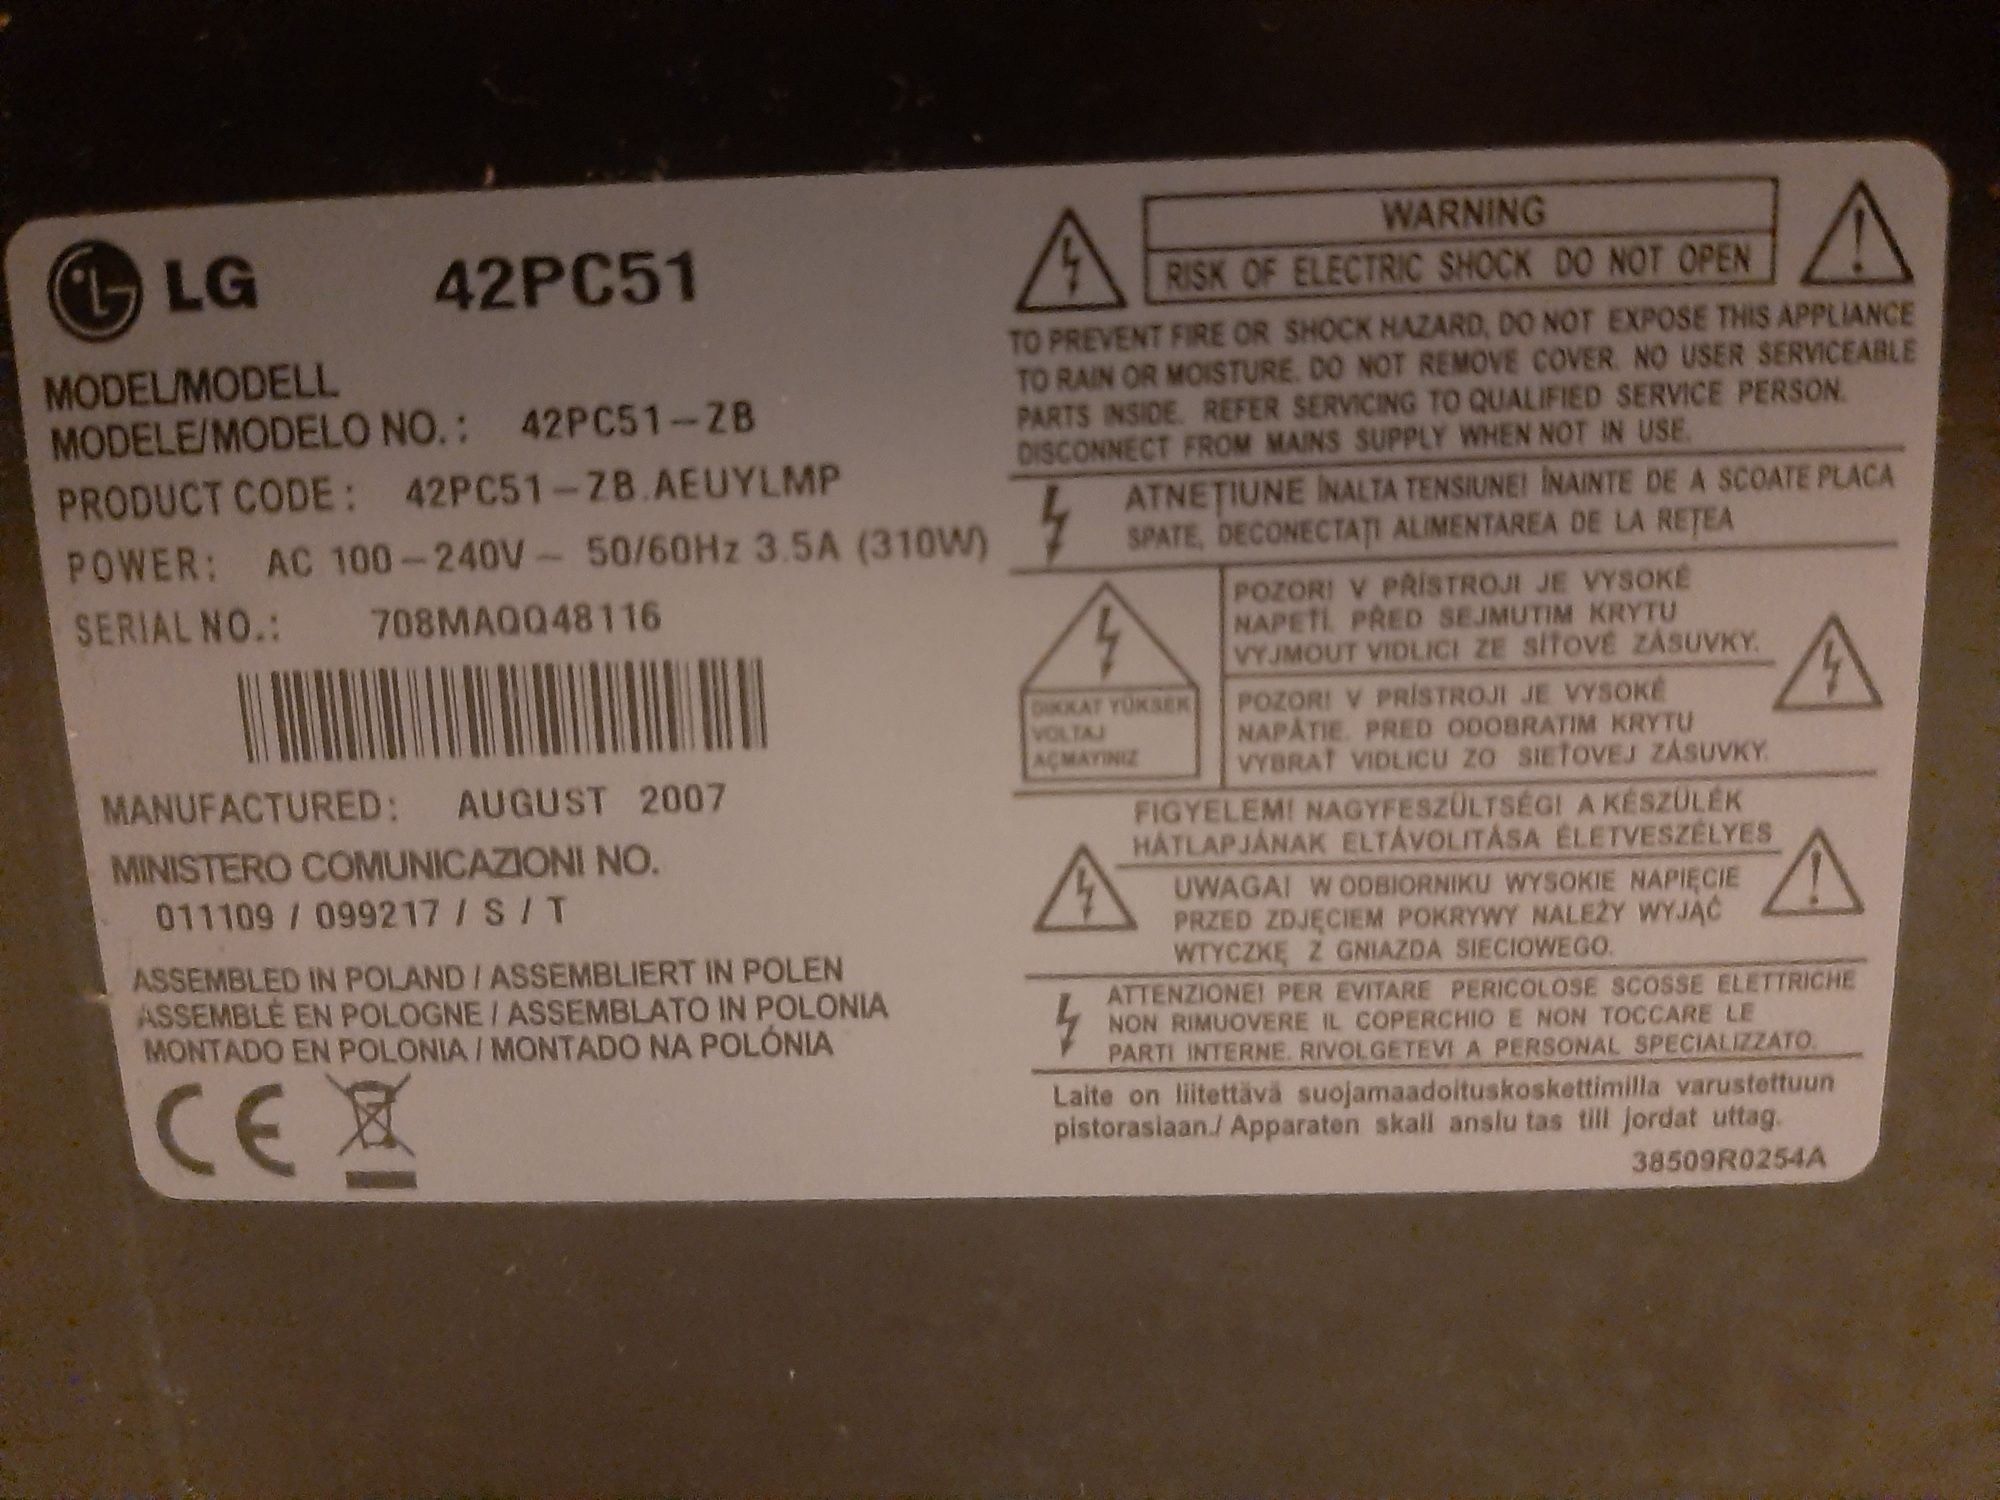 LG 42PC51
MODEL/MODELL
MODELE/MODELO NO. : 42PC51-ZB
PRODUCT CODE : 42PC51-ZB.AEUYLMP
POWER: AC 100-240V ~ 50/60Hz 3.5A (310W)
SERIAL NO.: 708MAQQ48116
MANUFACTURED: AUGUST 2007
MINISTERO COMUNICAZIONI NO.
011109 / 099217 / S / T
ASSEMBLED IN POLAND / ASSEMBLIERT IN POLEN
ASSEMBLÉ EN POLOGNE / ASSEMBLATO IN POLONIA
MONTADO EN POLONIA / MONTADO NA POLÓNIA
CE
WARNING
RISK OF ELECTRIC SHOCK DO NOT OPEN
TO PREVENT FIRE OR SHOCK HAZARD, DO NOT EXPOSE THIS APPLIANCE
TO RAIN OR MOISTURE. DO NOT REMOVE COVER. NO USER SERVICEABLE
PARTS INSIDE. REFER SERVICING TO QUALIFIED SERVICE PERSON.
DISCONNECT FROM MAINS SUPPLY WHEN NOT IN USE.
ATNEȚIUNE ÎNALTA TENSIUNE! ÎNAINTE DE A SCOATE PLACA
SPATE, DECONECTAȚI ALIMENTAREA DE LA REȚEA
DIKKAT YÜKSEK
VOLTAJ
AÇMAYINIZ
POZOR! V PŘÍSTROJI JE VYSOKÉ
NAPETÍ. PŘED SEJMUTIM KRYTU
VYJMOUT VIDLICI ZE SÍŤOVÉ ZÁSUVKY.
POZOR! V PRÍSTROJI JE VYSOKÉ
NAPÄTIE. PRED ODOBRATIM KRYTU
VYBRAŤ VIDLICU ZO SIEŤOVEJ ZÁSUVKY.
FIGYELEM! NAGYFESZÜLTSÉG! A KÉSZÜLÉK
HÁTLAPJÁNAK ELTÁVOLITÁSA ÉLETVESZÉLYES
UWAGA! W ODBIORNIKU WYSOKIE NAPIĘCIE
PRZED ZDJĘCIEM POKRYWY NALEŻY WYJĄĆ
WTYCZKĘ Z GNIAZDA SIECIOWEGO.
ATTENZIONE! PER EVITARE PERICOLOSE SCOSSE ELETTRICHE
NON RIMUOVERE IL COPERCHIO E NON TOCCARE LE
PARTI INTERNE. RIVOLGETEVI A PERSONAL SPECIALIZZATO.
Laite on liitettävä suojamaadoituskoskettimilla varustettuun
pistorasiaan./ Apparaten skall anslu tas till jordat uttag.
38509R0254A